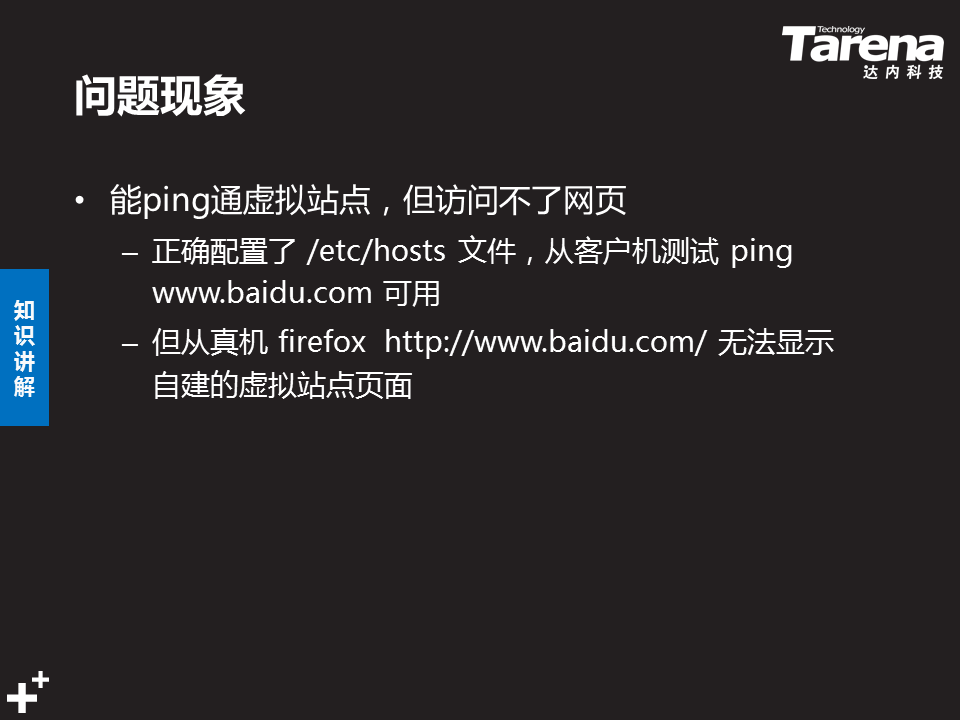 Technology
Tarena
达内科技
问题现象
• 能ping通虚拟站点，但访问不了网页
– 正确配置了 /etc/hosts 文件，从客户机测试 ping
www.baidu.com 可用
– 但从真机 firefox  http://www.baidu.com/ 无法显示
自建的虚拟站点页面
知
识
讲
解